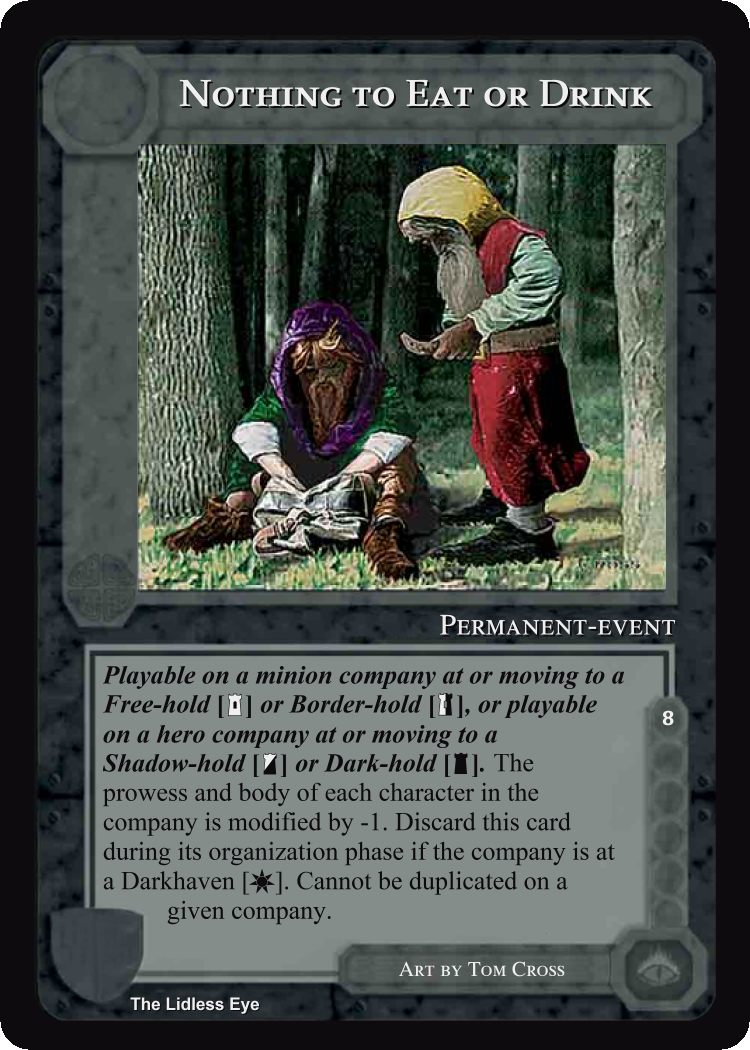 Nothing to Eat or Drink
Permanent-event
Playable on a minion company at or moving to a
Free-hold [] or Border-hold [], or playable
on a hero company at or moving to a
Shadow-hold [] or Dark-hold []. The
prowess and body of each character in the
company is modified by -1. Discard this card
during its organization phase if the company is at
a Darkhaven []. Cannot be duplicated on a
given company.
8
Art by Tom Cross
The Lidless Eye